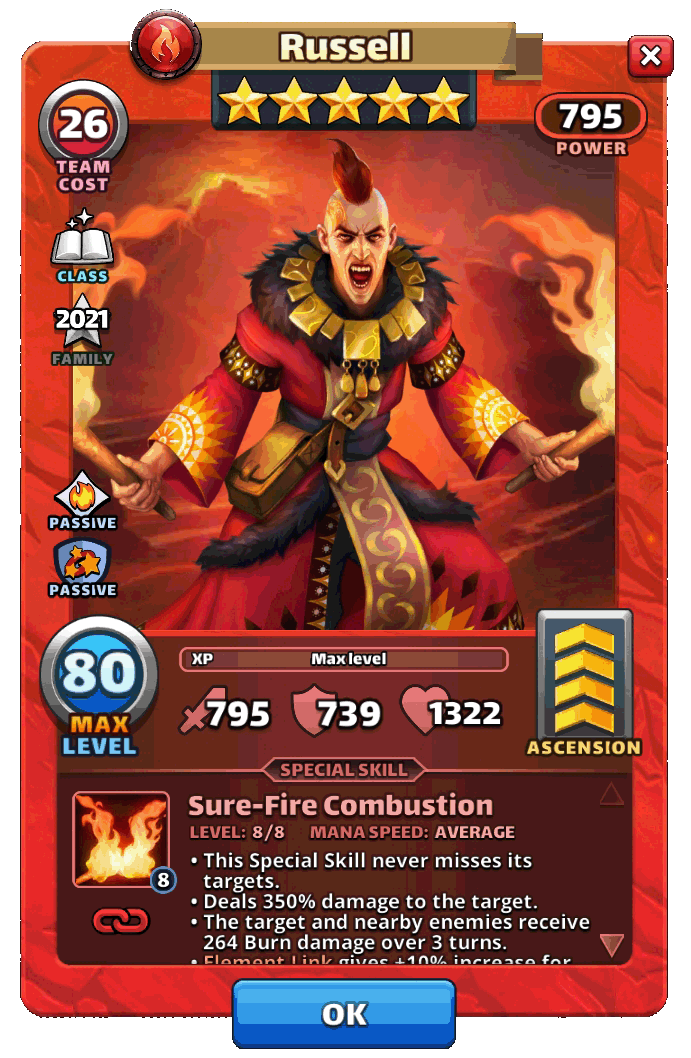 Russell
26
TEAM
COST
795
POWER
CLASS
2021
FAMILY
PASSIVE
PASSIVE
80
MAX
LEVEL
XP
Max level
795
739
1322
ASCENSION
SPECIAL SKILL
Sure-Fire Combustion
LEVEL: 8/8 MANA SPEED: AVERAGE
8
• This Special Skill never misses its
targets.
• Deals 350% damage to the target.
• The target and nearby enemies receive
264 Burn damage over 3 turns.
• Element Link gives +10% increase for
OK